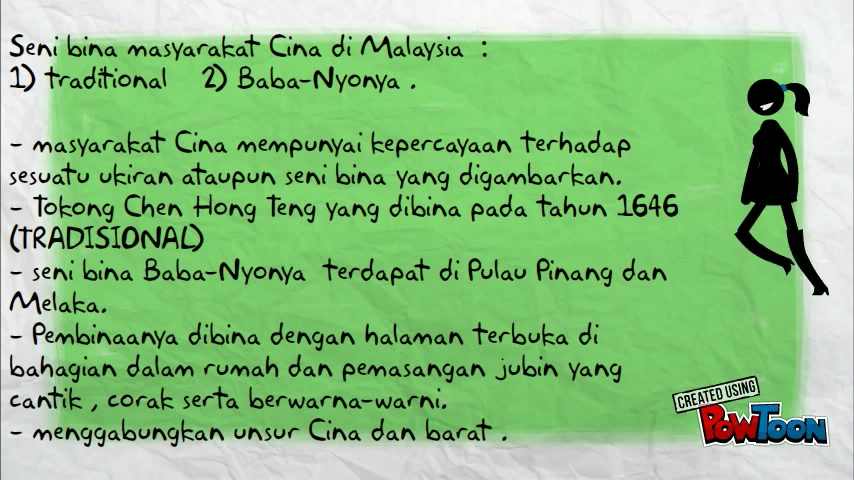 Seni bina masyarakat Cina di Malaysia :
1) traditional 2) Baba-Nyonya .
- masyarakat Cina mempunyai kepercayaan terhadap
sesuatu ukiran ataupun seni bina yang digambarkan.
- Tokong Chen Hong Teng yang dibina pada tahun 1646
(TRADISIONAL)
- seni bina Baba-Nyonya terdapat di Pulau Pinang dan
Melaka.
- Pembinaanya dibina dengan halaman terbuka di
bahagian dalam rumah dan pemasangan jubin yang
cantik , corak serta berwarna-warni.
- menggabungkan unsur Cina dan barat .
CREATED USING
POWTOON